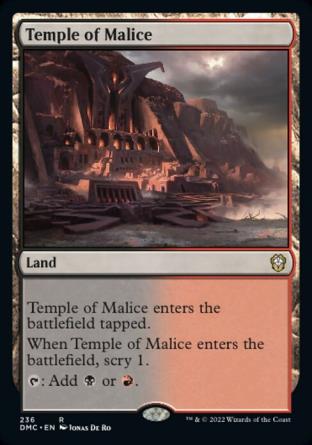 Temple of Malice
Land
Temple of Malice enters the
battlefield tapped.
When Temple of Malice enters the
battlefield, scry 1.
: Add or .
236 R
DMC • EN JONAS DE RO
™ & © 2022 Wizards of the Coast